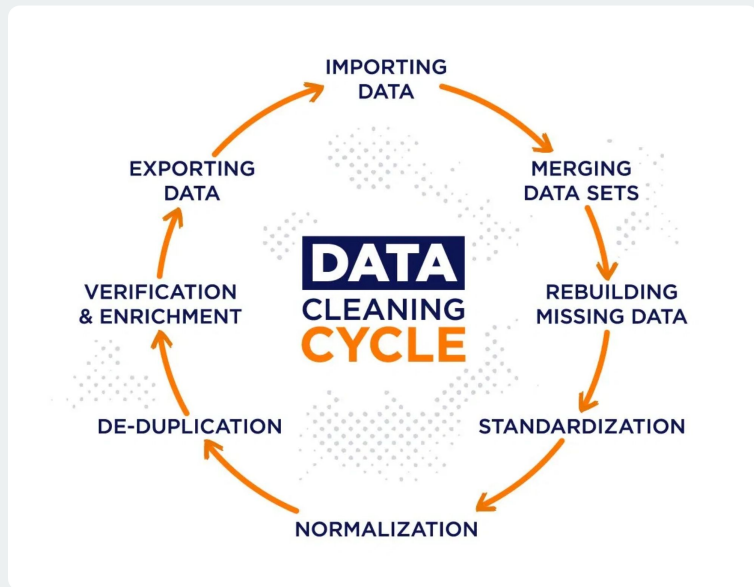 IMPORTING
DATA
MERGING
DATA SETS
REBUILDING
MISSING DATA
STANDARDIZATION
NORMALIZATION
DE-DUPLICATION
VERIFICATION
& ENRICHMENT
EXPORTING
DATA
DATA
CLEANING
CYCLE